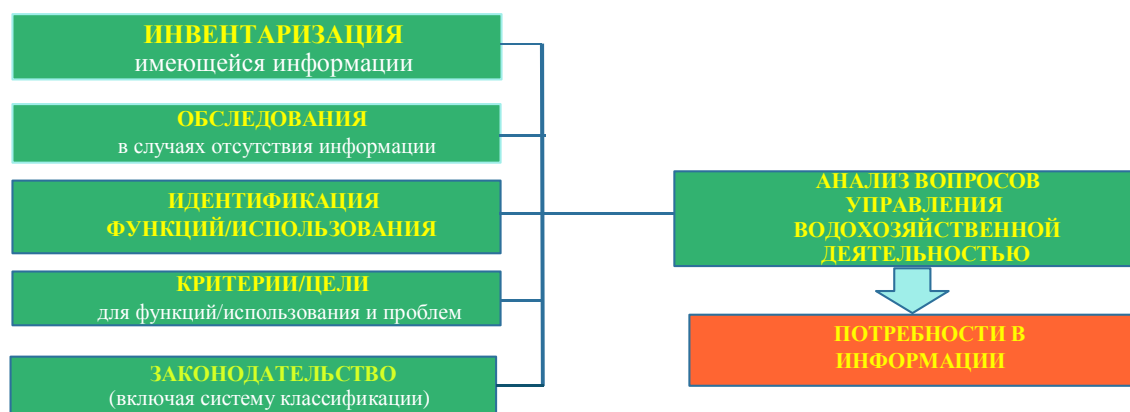 ИНВЕНТАРИЗАЦИЯ
имеющейся информации
ОБСЛЕДОВАНИЯ
в случаях отсутствия информации
ИДЕНТИФИКАЦИЯ
ФУНКЦИЙ/ИСПОЛЬЗОВАНИЯ
КРИТЕРИИ/ЦЕЛИ
для функций/использования и проблем
ЗАКОНОДАТЕЛЬСТВО
(включая систему классификации)
АНАЛИЗ ВОПРОСОВ
УПРАВЛЕНИЯ
ВОДОХОЗЯЙСТВЕННОЙ
ДЕЯТЕЛЬНОСТЬЮ
ПОТРЕБНОСТИ В
ИНФОРМАЦИИ